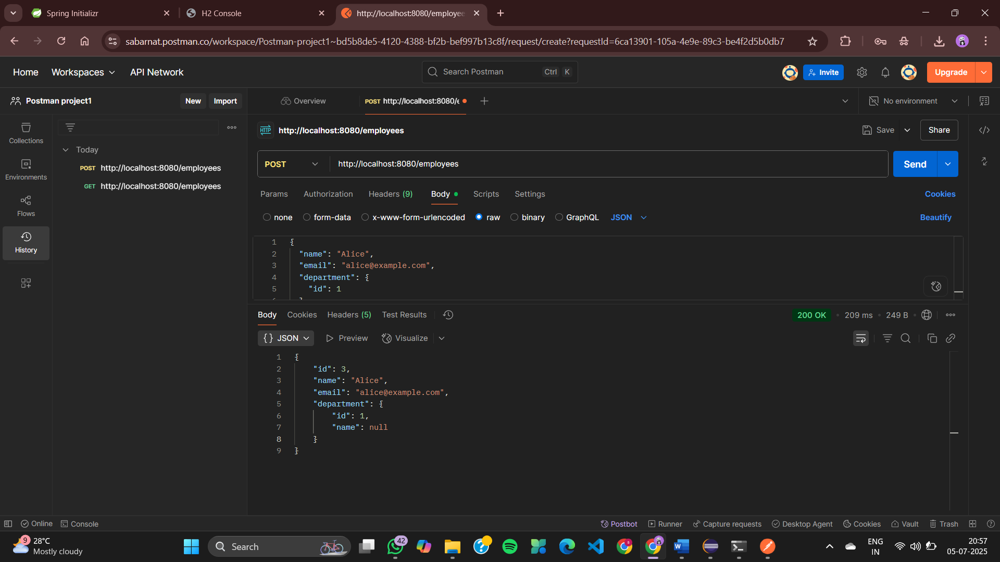 Spring Initializr
H2 Console
http://localhost:8080/employee
sabarnat.postman.co/workspace/Postman-project1~bd5b8de5-4120-4388-bf2b-bef997b13c8f/request/create?requestId=6ca13901-105a-4e9e-89c3-be4f2d5b0db7
Home Workspaces API Network
Search Postman Ctrl K
Invite Upgrade
Postman project1 New Import
Overview POST http://localhost:8080/e
No environment
Collections
Environments
Flows
History
Today
POST http://localhost:8080/employees
GET http://localhost:8080/employees
HTTP http://localhost:8080/employees
Save Share
POST http://localhost:8080/employees Send
Params Authorization Headers (9) Body Scripts Settings Cookies
none form-data x-www-form-urlencoded raw binary GraphQL JSON Beautify
1 {
2 "name": "Alice",
3 "email": "alice@example.com",
4 "department": {
5 "id": 1
Body Cookies Headers (5) Test Results 200 OK 209 ms 249 B
{} JSON Preview Visualize
1 {
2 "id": 3,
3 "name": "Alice",
4 "email": "alice@example.com",
5 "department": {
6 "id": 1,
7 "name": null
8 }
9 }
Online Console Postbot Runner Capture requests Desktop Agent Cookies Vault Trash
9 28°C
Mostly cloudy
Search
42
ENG
IN
20:57
05-07-2025